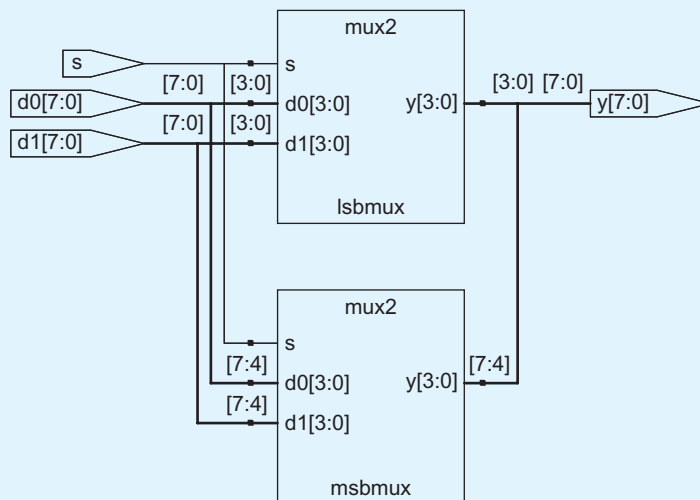 mux2
s
[7:0]
[3:0]
s
[3:0]
[7:0]
d0[7:0]
d0[3:0]
y[3:0]
y[7:0]
[7:0]
[3:0]
d1[7:0]
d1[3:0]
lsbmux
mux2
s
[7:4]
[7:4]
d0[3:0]
y[3:0]
[7:4]
d1[3:0]
msbmux